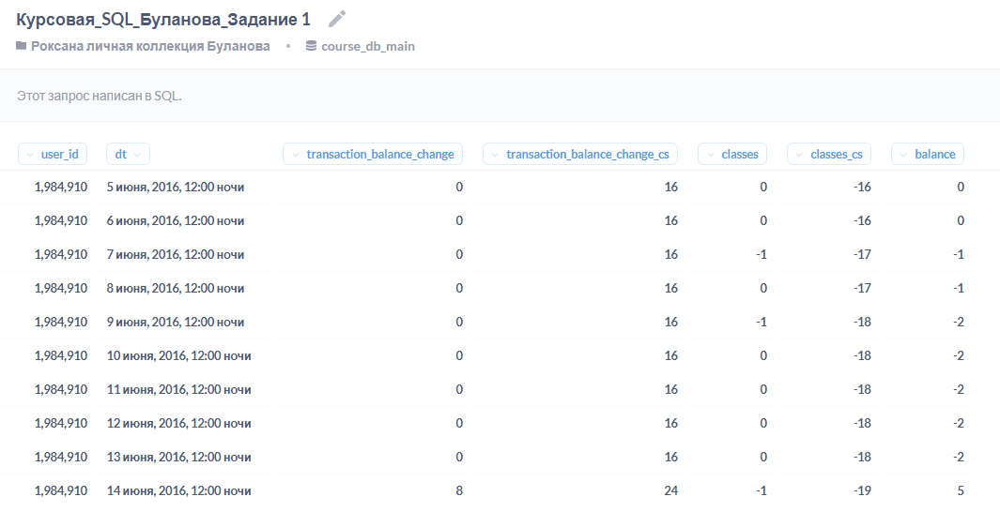 Курсовая_SQL_Буланова_Задание 1
Роксана личная коллекция Буланова • course_db_main
Этот запрос написан в SQL.
user_id dt transaction_balance_change transaction_balance_change_cs classes classes_cs balance
1,984,910 5 июня, 2016, 12:00 ночи 0 16 0 -16 0
1,984,910 6 июня, 2016, 12:00 ночи 0 16 0 -16 0
1,984,910 7 июня, 2016, 12:00 ночи 0 16 -1 -17 -1
1,984,910 8 июня, 2016, 12:00 ночи 0 16 0 -17 -1
1,984,910 9 июня, 2016, 12:00 ночи 0 16 -1 -18 -2
1,984,910 10 июня, 2016, 12:00 ночи 0 16 0 -18 -2
1,984,910 11 июня, 2016, 12:00 ночи 0 16 0 -18 -2
1,984,910 12 июня, 2016, 12:00 ночи 0 16 0 -18 -2
1,984,910 13 июня, 2016, 12:00 ночи 0 16 0 -18 -2
1,984,910 14 июня, 2016, 12:00 ночи 8 24 -1 -19 5